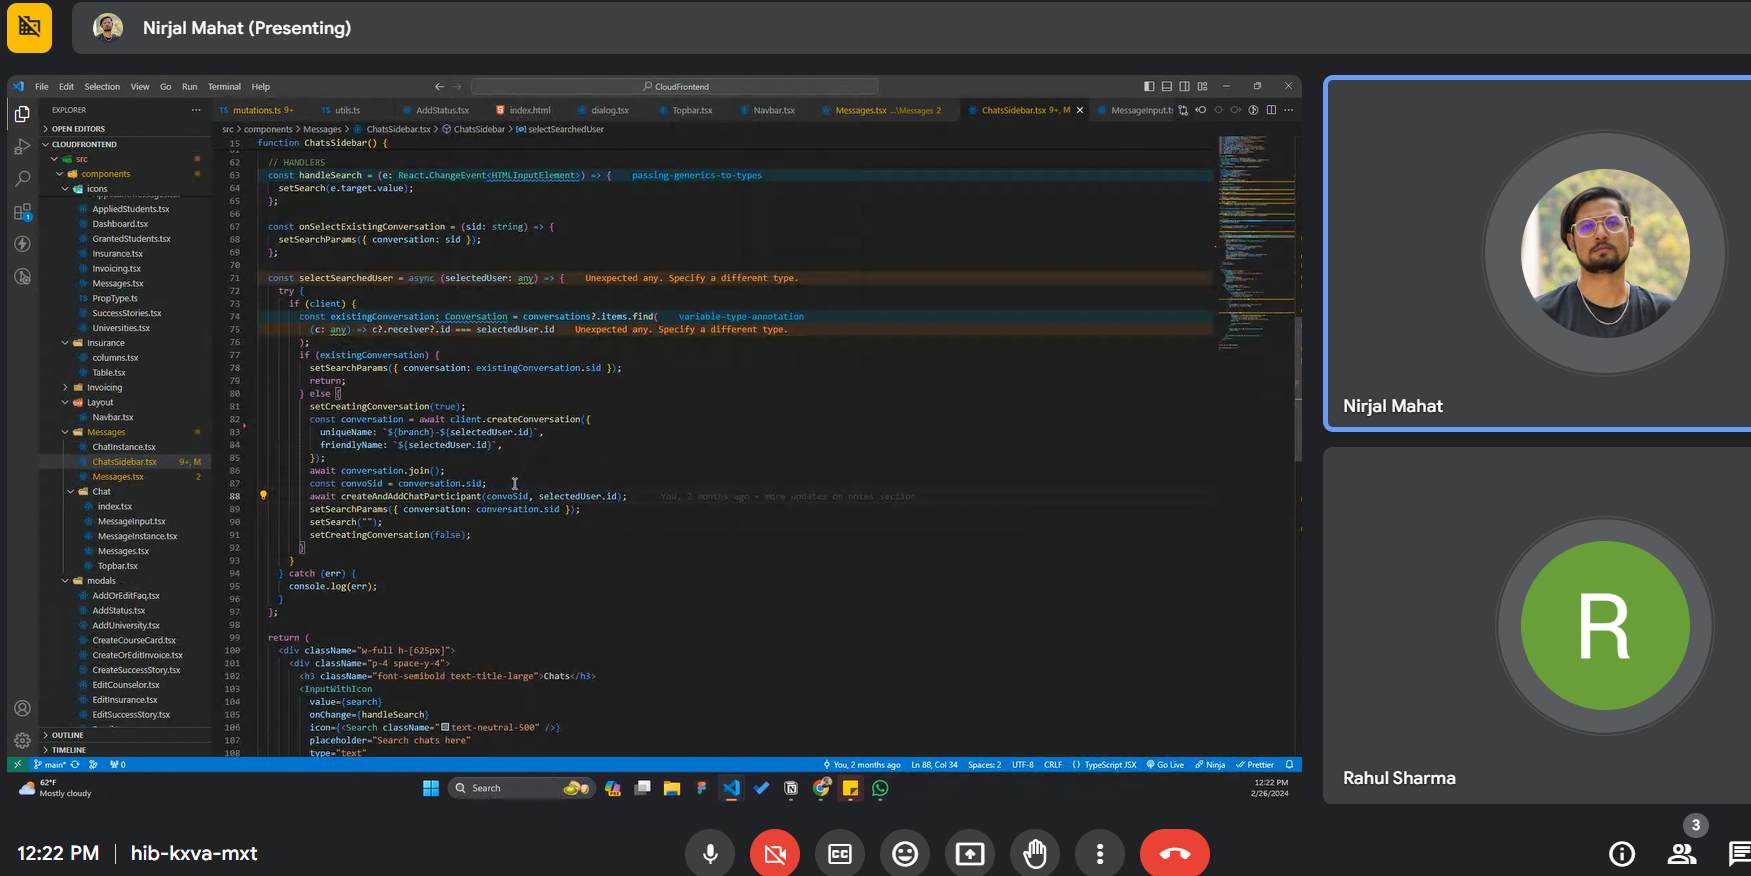 Nirjal Mahat (Presenting)
File Edit Selection View Go Run Terminal Help
CloudFrontend
EXPLORER
mutations.ts 9+
utils.ts
AddStatus.tsx
index.html
dialog.tsx
Topbar.tsx
Navbar.tsx
Messages.tsx ...\Messages 2
ChatsSidebar.tsx 9+, M
MessageInput.t
src > components > Messages > ChatsSidebar.tsx > ChatsSidebar > selectSearchedUser
OPEN EDITORS
CLOUDFRONTEND
src
components
icons
AppliedStudents.tsx
Dashboard.tsx
GrantedStudents.tsx
Insurance.tsx
Invoicing.tsx
Messages.tsx
PropType.ts
SuccessStories.tsx
Universities.tsx
Insurance
columns.tsx
Table.tsx
Invoicing
Layout
Navbar.tsx
Messages
ChatInstance.tsx
ChatsSidebar.tsx 9+, M
Messages.tsx 2
Chat
index.tsx
MessageInput.tsx
MessageInstance.tsx
Messages.tsx
Topbar.tsx
modals
AddOrEditFaq.tsx
AddStatus.tsx
AddUniversity.tsx
CreateCourseCard.tsx
CreateOrEditInvoice.tsx
CreateSuccessStory.tsx
EditCounselor.tsx
EditInsurance.tsx
EditSuccessStory.tsx
OUTLINE
TIMELINE
15 function ChatsSidebar() {
62 // HANDLERS
63 const handleSearch = (e: React.ChangeEvent<HTMLInputElement>) => { passing-generics-to-types
64 setSearch(e.target.value);
65 };
66
67 const onSelectExistingConversation = (sid: string) => {
68 setSearchParams({ conversation: sid });
69 };
70
71 const selectSearchedUser = async (selectedUser: any) => { Unexpected any. Specify a different type.
72 try {
73 if (client) {
74 const existingConversation: Conversation = conversations?.items.find( variable-type-annotation
75 (c: any) => c?.receiver?.id === selectedUser.id Unexpected any. Specify a different type.
76 );
77 if (existingConversation) {
78 setSearchParams({ conversation: existingConversation.sid });
79 return;
80 } else {
81 setCreatingConversation(true);
82 const conversation = await client.createConversation({
83 uniqueName: `${branch}-${selectedUser.id}`,
84 friendlyName: `${selectedUser.id}`,
85 });
86 await conversation.join();
87 const convoSid = conversation.sid;
88 await createAndAddChatParticipant(convoSid, selectedUser.id); You, 2 months ago • more updates on notes section
89 setSearchParams({ conversation: conversation.sid });
90 setSearch("");
91 setCreatingConversation(false);
92 }
93 }
94 } catch (err) {
95 console.log(err);
96 }
97 };
98
99 return (
100 <div className="w-full h-[625px]">
101 <div className="p-4 space-y-4">
102 <h3 className="font-semibold text-title-large">Chats</h3>
103 <InputWithIcon
104 value={search}
105 onChange={handleSearch}
106 icon={<Search className="text-neutral-500" />}
107 placeholder="Search chats here"
108 type="text"
main* 0 You, 2 months ago Ln 88, Col 34 Spaces: 2 UTF-8 CRLF {} TypeScript JSX Go Live Ninja Prettier
62°F
Mostly cloudy
Search
12:22 PM
2/26/2024
Nirjal Mahat
R
Rahul Sharma
12:22 PM | hib-kxva-mxt
3